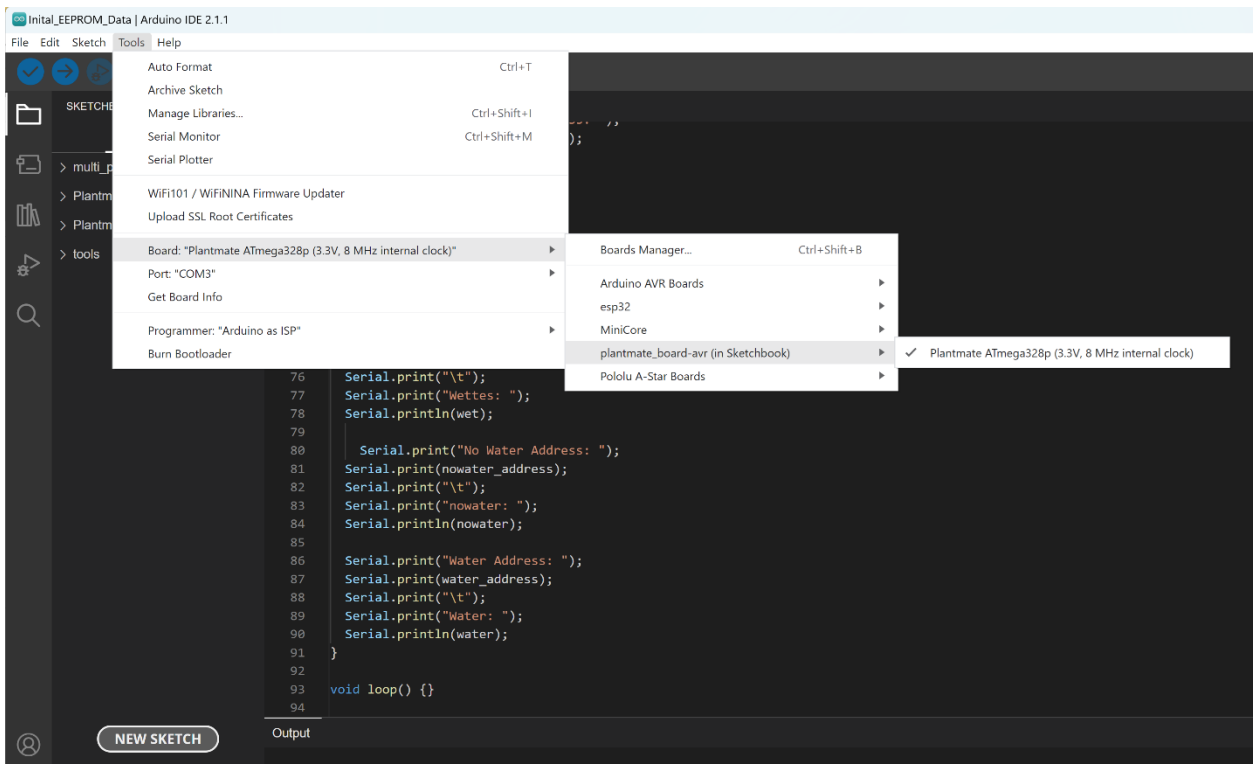 Inital_EEPROM_Data | Arduino IDE 2.1.1
File Edit Sketch Tools Help
Auto Format Ctrl+T
Archive Sketch
Manage Libraries... Ctrl+Shift+I
Serial Monitor Ctrl+Shift+M
Serial Plotter
WiFi101 / WiFiNINA Firmware Updater
Upload SSL Root Certificates
Board: "Plantmate ATmega328p (3.3V, 8 MHz internal clock)"
Port: "COM3"
Get Board Info
Programmer: "Arduino as ISP"
Burn Bootloader
Boards Manager... Ctrl+Shift+B
Arduino AVR Boards
esp32
MiniCore
plantmate_board-avr (in Sketchbook)
Pololu A-Star Boards
Plantmate ATmega328p (3.3V, 8 MHz internal clock)
SKETCHE
> multi_p
> Plantm
> Plantm
> tools
NEW SKETCH
);
76 Serial.print("\t");
77 Serial.print("Wettes: ");
78 Serial.println(wet);
79
80 Serial.print("No Water Address: ");
81 Serial.print(nowater_address);
82 Serial.print("\t");
83 Serial.print("nowater: ");
84 Serial.println(nowater);
85
86 Serial.print("Water Address: ");
87 Serial.print(water_address);
88 Serial.print("\t");
89 Serial.print("Water: ");
90 Serial.println(water);
91 }
92
93 void loop() {}
94
Output